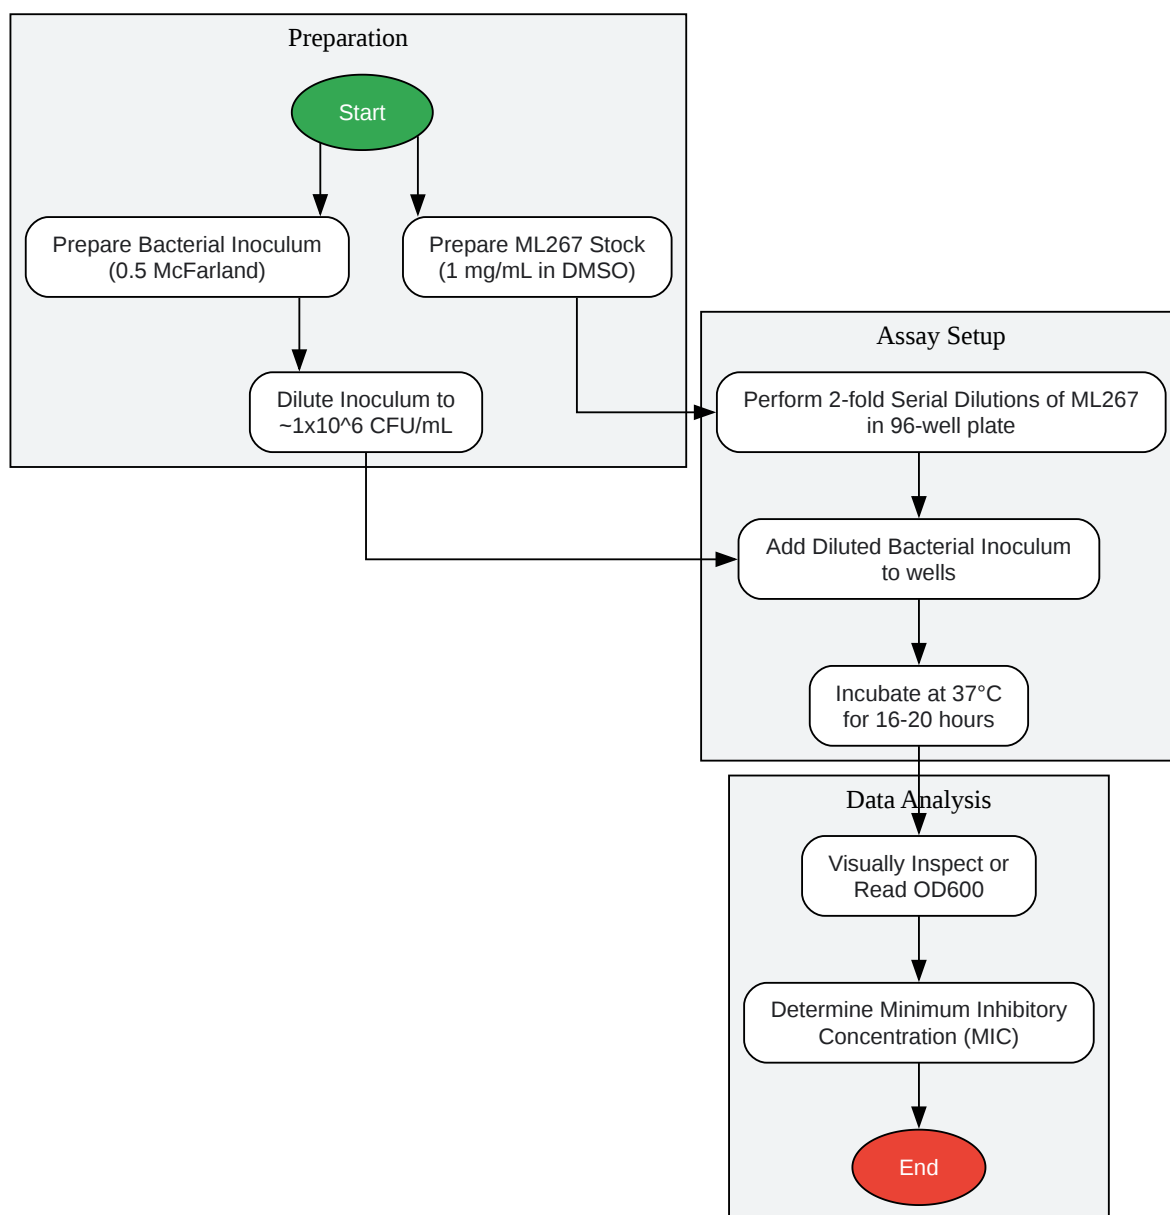 Preparation
Start
Prepare Bacterial Inoculum
(0.5 McFarland)
Prepare ML267 Stock
(1 mg/mL in DMSO)
Dilute Inoculum to
~1x10^6 CFU/mL
Assay Setup
Perform 2-fold Serial Dilutions of ML267
in 96-well plate
Add Diluted Bacterial Inoculum
to wells
Incubate at 37°C
for 16-20 hours
Data Analysis
Visually Inspect or
Read OD600
Determine Minimum Inhibitory
Concentration (MIC)
End